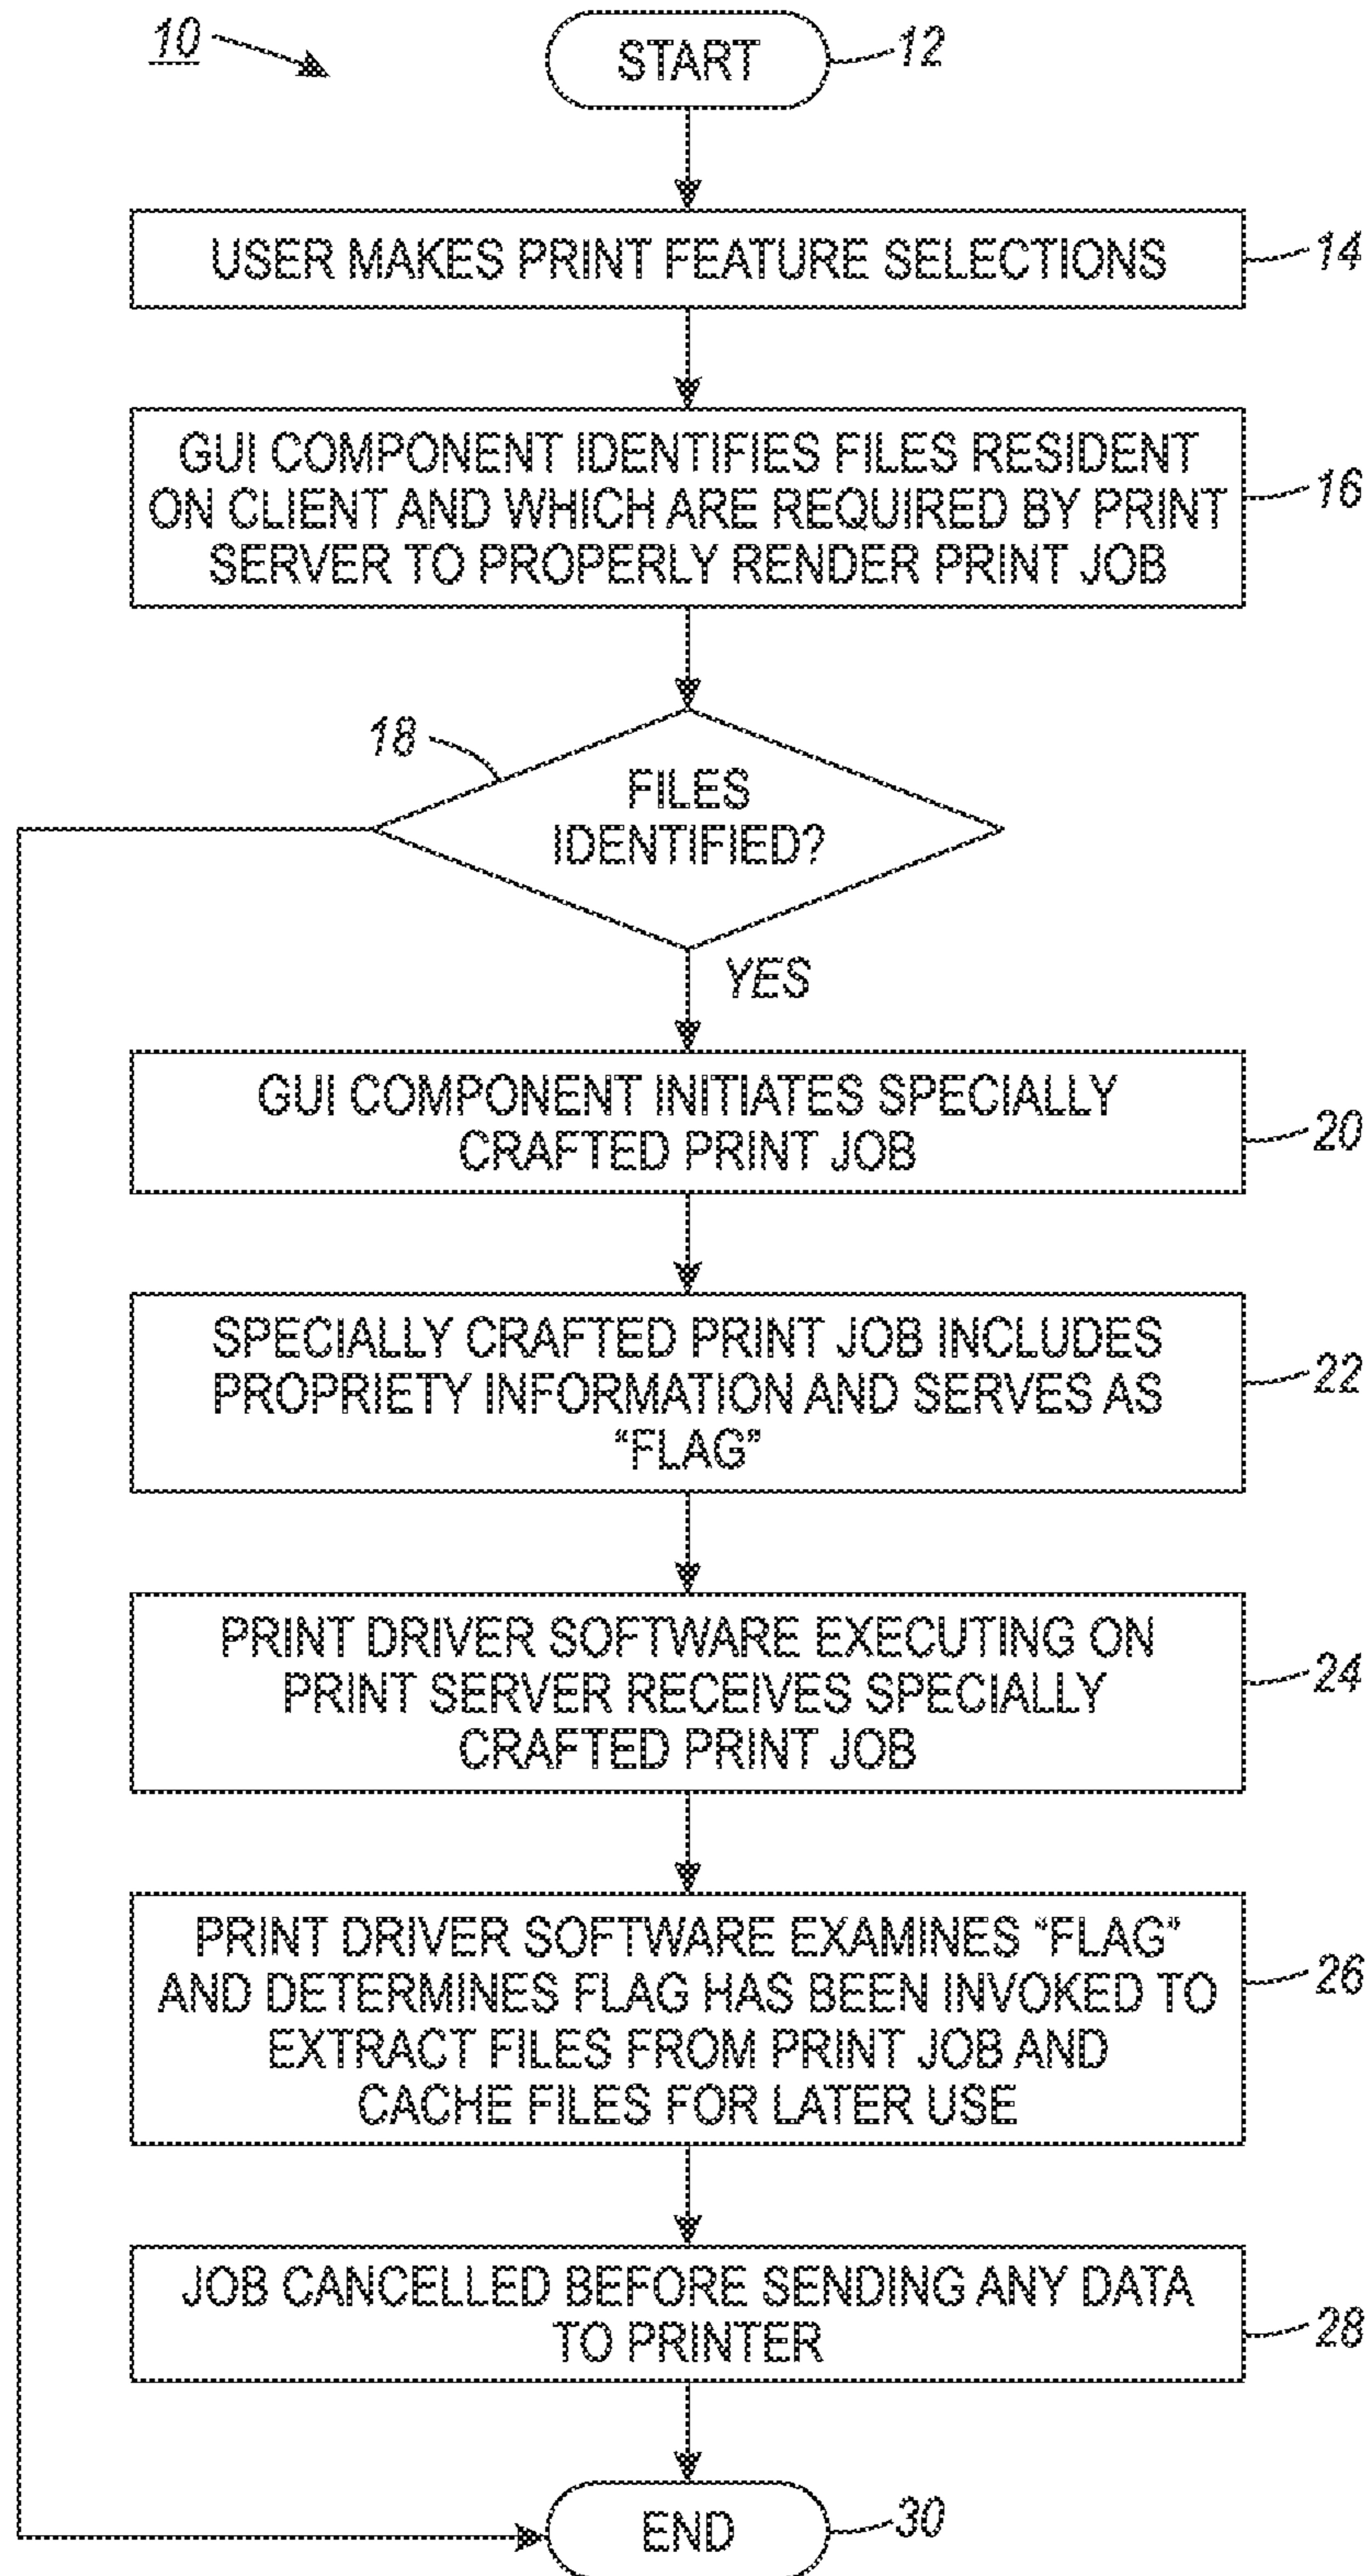 10
START
12
USER MAKES PRINT FEATURE SELECTIONS
14
GUI COMPONENT IDENTIFIES FILES RESIDENT
ON CLIENT AND WHICH ARE REQUIRED BY PRINT
SERVER TO PROPERLY RENDER PRINT JOB
16
18
FILES
IDENTIFIED?
YES
GUI COMPONENT INITIATES SPECIALLY
CRAFTED PRINT JOB
20
SPECIALLY CRAFTED PRINT JOB INCLUDES
PROPRIETY INFORMATION AND SERVES AS
“FLAG”
22
PRINT DRIVER SOFTWARE EXECUTING ON
PRINT SERVER RECEIVES SPECIALLY
CRAFTED PRINT JOB
24
PRINT DRIVER SOFTWARE EXAMINES “FLAG”
AND DETERMINES FLAG HAS BEEN INVOKED TO
EXTRACT FILES FROM PRINT JOB AND
CACHE FILES FOR LATER USE
26
JOB CANCELLED BEFORE SENDING ANY DATA
TO PRINTER
28
END
30